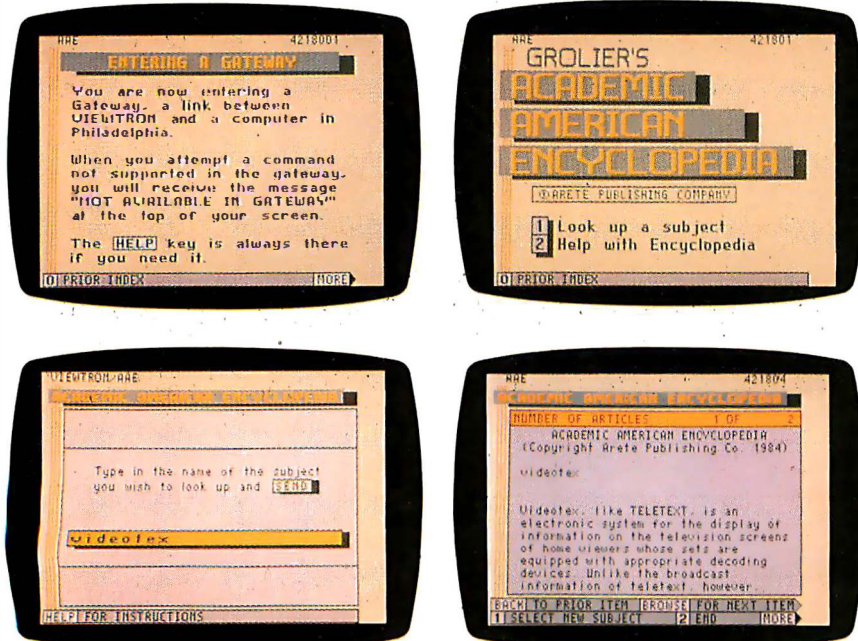 AAE 4218001
ENTERING A GATEWAY
You are now entering a
Gateway, a link between
VIEWTRON and a computer in
Philadelphia.
When you attempt a command
not supported in the gateway,
you will receive the message
"NOT AVAILABLE IN GATEWAY"
at the top of your screen.
The HELP key is always there
if you need it.
0 PRIOR INDEX MORE
AAE 421801
GROLIER'S
ACADEMIC
AMERICAN
ENCYCLOPEDIA
© ARETE PUBLISHING COMPANY
1 Look up a subject
2 Help with Encyclopedia
0 PRIOR INDEX
VIEWTRON/AAE
ACADEMIC AMERICAN ENCYCLOPEDIA
Type in the name of the subject
you wish to look up and SEND
videotex
HELP FOR INSTRUCTIONS
AAE 421804
ACADEMIC AMERICAN ENCYCLOPEDIA
NUMBER OF ARTICLES 1 OF 2
ACADEMIC AMERICAN ENCYCLOPEDIA
(Copyright Arete Publishing Co. 1984)
videotex
Videotex, like TELETEXT, is an
electronic system for the display of
information on the television screens
of home viewers whose sets are
equipped with appropriate decoding
devices. Unlike the broadcast
information of teletext, however,
BACK TO PRIOR ITEM BROWSE FOR NEXT ITEM
1 SELECT NEW SUBJECT 2 END MORE